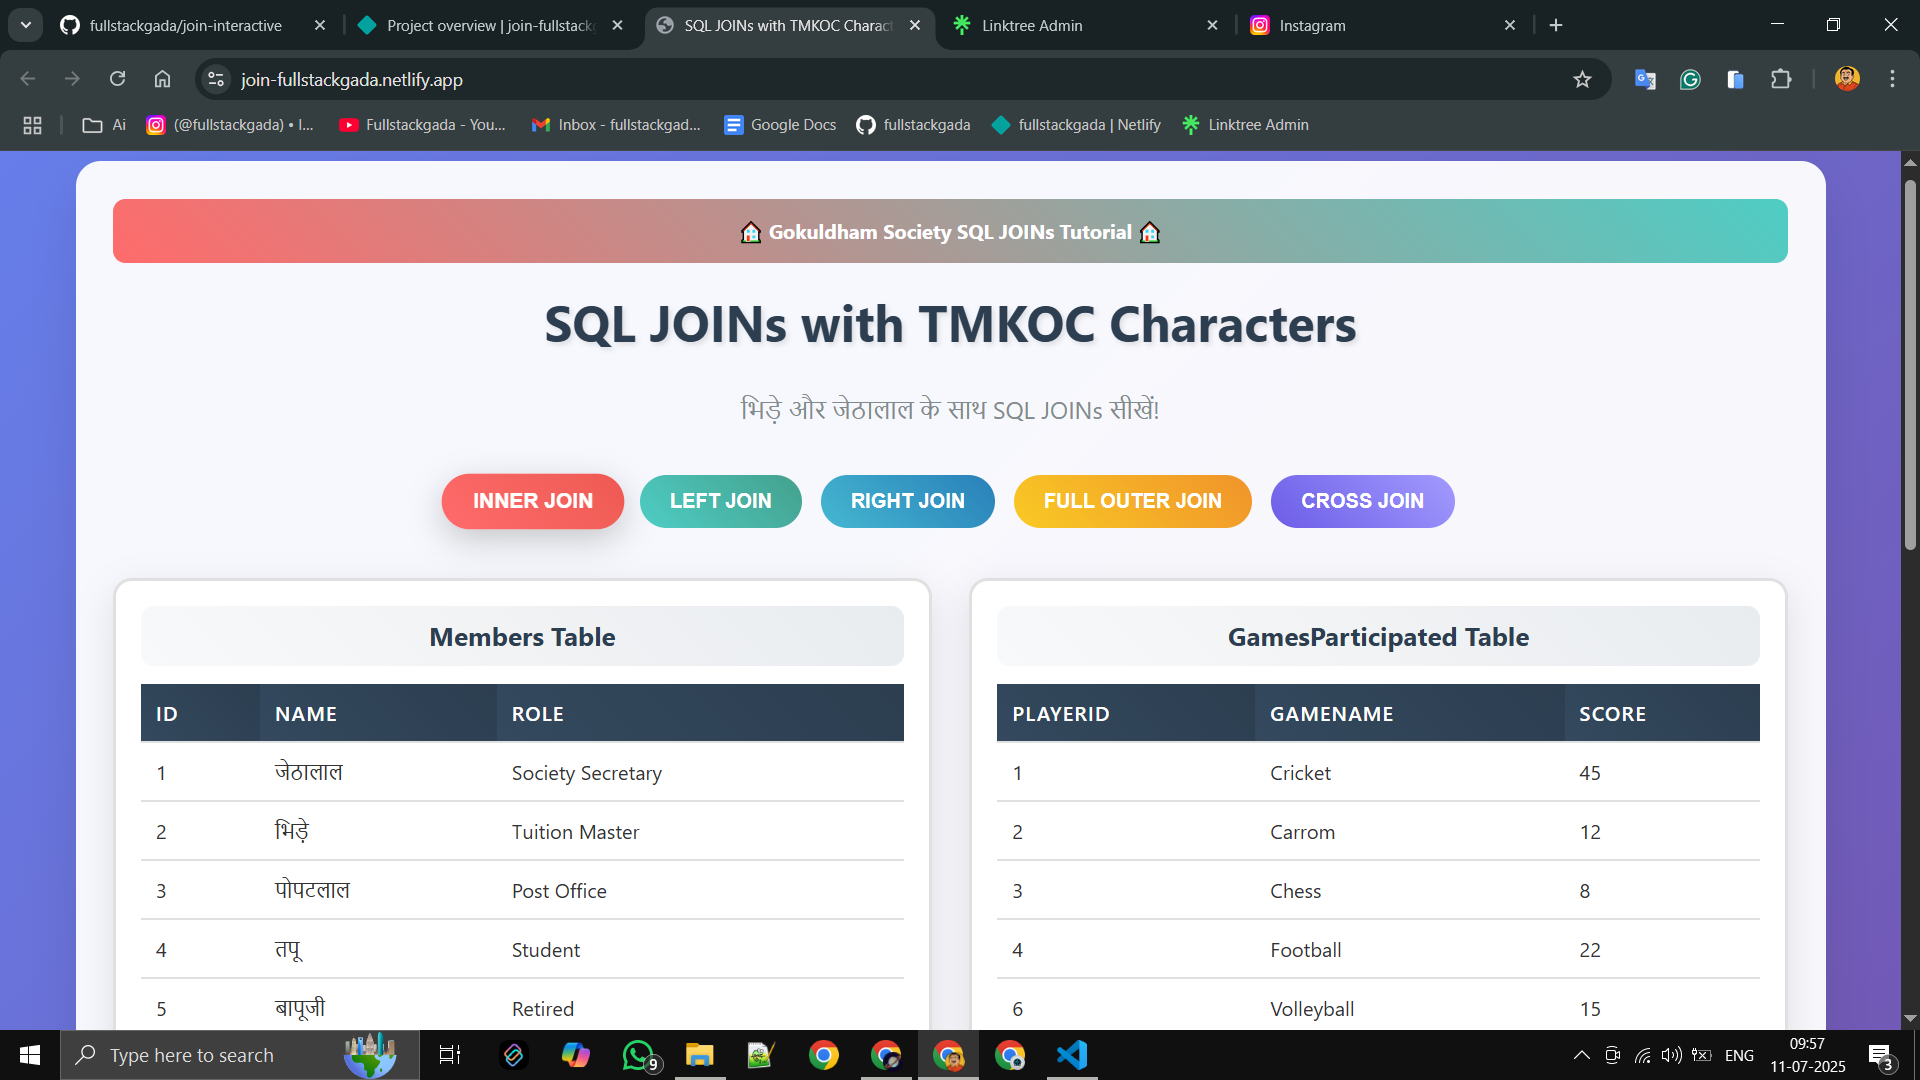 fullstackgada/join-interactive
Project overview | join-fullstackg
SQL JOINs with TMKOC Charact
Linktree Admin
Instagram
join-fullstackgada.netlify.app
Ai
(@fullstackgada) • I...
Fullstackgada - You...
Inbox - fullstackgad...
Google Docs
fullstackgada
fullstackgada | Netlify
Linktree Admin
Gokuldham Society SQL JOINs Tutorial
SQL JOINs with TMKOC Characters
भिड़े और जेठालाल के साथ SQL JOINs सीखें!
INNER JOIN
LEFT JOIN
RIGHT JOIN
FULL OUTER JOIN
CROSS JOIN
Members Table
ID NAME ROLE
1 जेठालाल Society Secretary
2 भिड़े Tuition Master
3 पोपटलाल Post Office
4 तपू Student
5 बापूजी Retired
GamesParticipated Table
PLAYERID GAMENAME SCORE
1 Cricket 45
2 Carrom 12
3 Chess 8
4 Football 22
6 Volleyball 15
Type here to search
9
ENG
09:57
11-07-2025
3